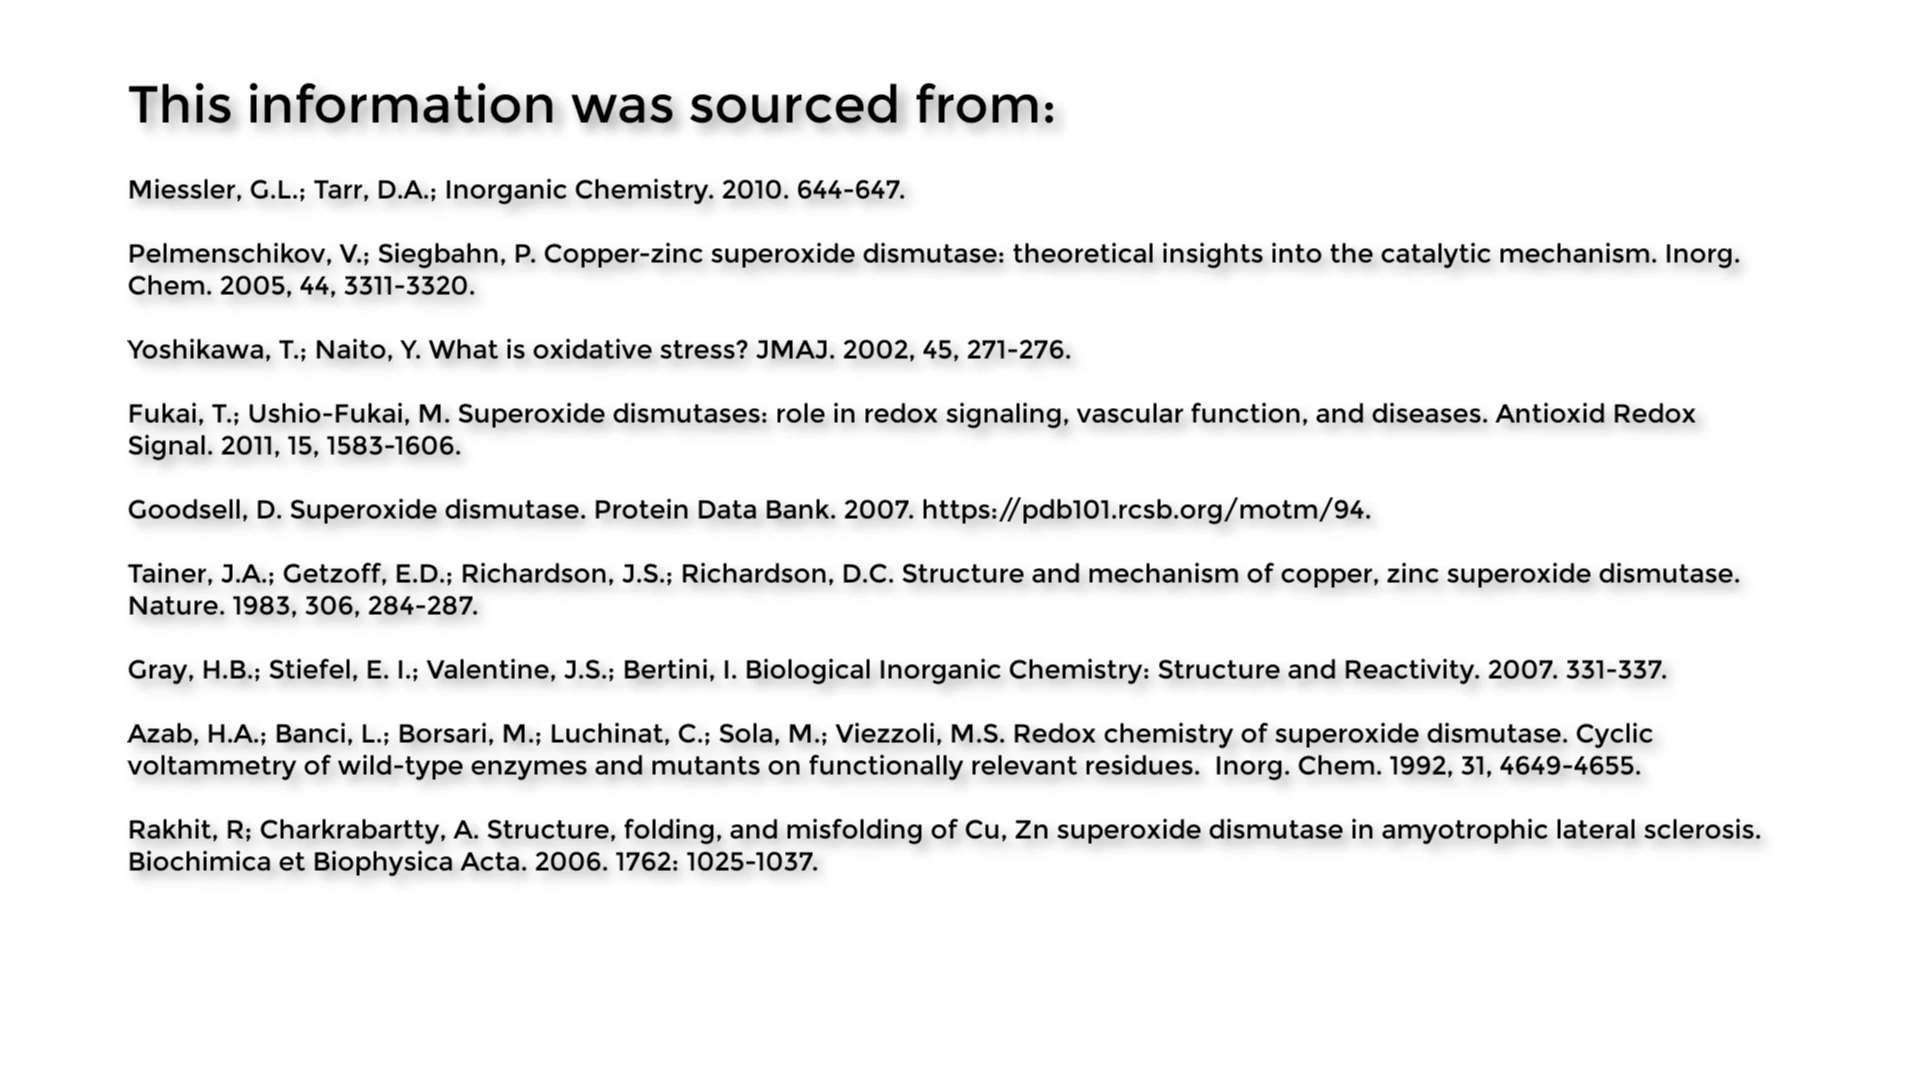 This information was sourced from:
Miessler, G.L.; Tarr, D.A.; Inorganic Chemistry. 2010. 644-647.
Pelmenschikov, V.; Siegbahn, P. Copper-zinc superoxide dismutase: theoretical insights into the catalytic mechanism. Inorg.
Chem. 2005, 44, 3311-3320.
Yoshikawa, T.; Naito, Y. What is oxidative stress? JMAJ. 2002, 45, 271-276.
Fukai, T.; Ushio-Fukai, M. Superoxide dismutases: role in redox signaling, vascular function, and diseases. Antioxid Redox
Signal. 2011, 15, 1583-1606.
Goodsell, D. Superoxide dismutase. Protein Data Bank. 2007. https://pdb101.rcsb.org/motm/94.
Tainer, J.A.; Getzoff, E.D.; Richardson, J.S.; Richardson, D.C. Structure and mechanism of copper, zinc superoxide dismutase.
Nature. 1983, 306, 284-287.
Gray, H.B.; Stiefel, E. I.; Valentine, J.S.; Bertini, I. Biological Inorganic Chemistry: Structure and Reactivity. 2007. 331-337.
Azab, H.A.; Banci, L.; Borsari, M.; Luchinat, C.; Sola, M.; Viezzoli, M.S. Redox chemistry of superoxide dismutase. Cyclic
voltammetry of wild-type enzymes and mutants on functionally relevant residues.  Inorg. Chem. 1992, 31, 4649-4655.
Rakhit, R; Charkrabartty, A. Structure, folding, and misfolding of Cu, Zn superoxide dismutase in amyotrophic lateral sclerosis.
Biochimica et Biophysica Acta. 2006. 1762: 1025-1037.